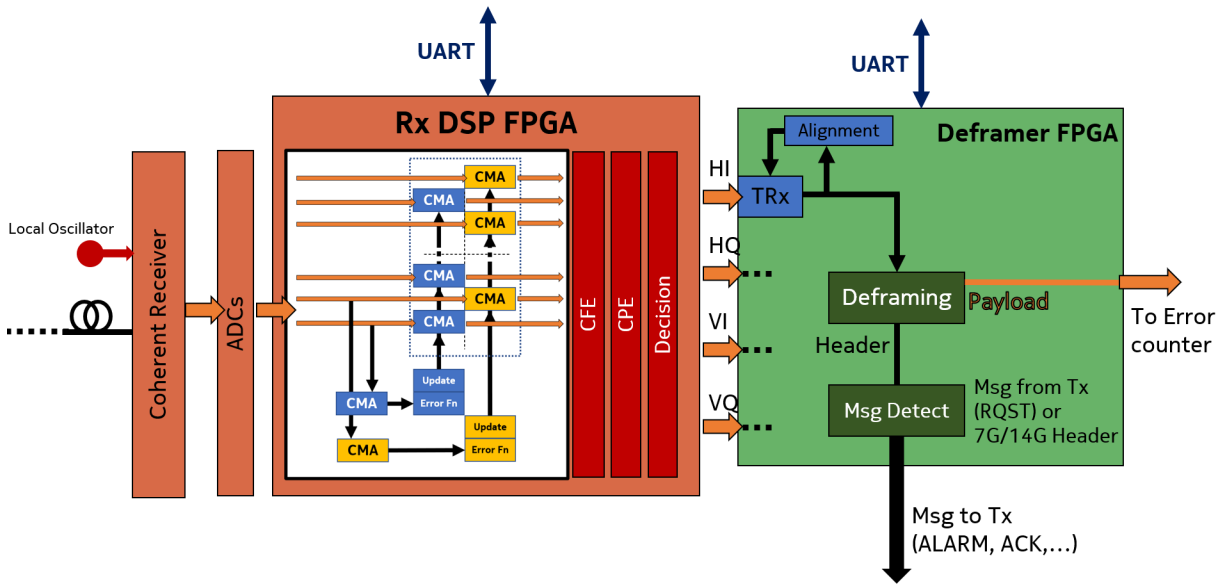 UART
UART
Rx DSP FPGA
Deframer FPGA
Alignment
CMA
CMA
CMA
HI
TRx
Local Oscillator
HQ
CMA
CMA
CMA
Coherent Receiver
ADCs
CFE
CPE
Decision
Deframing
Payload
To Error
counter
VI
Header
Update
Error Fn
CMA
Msg Detect
Msg from Tx
(RQST) or
7G/14G Header
VQ
Update
Error Fn
CMA
Msg to Tx
(ALARM, ACK,...)